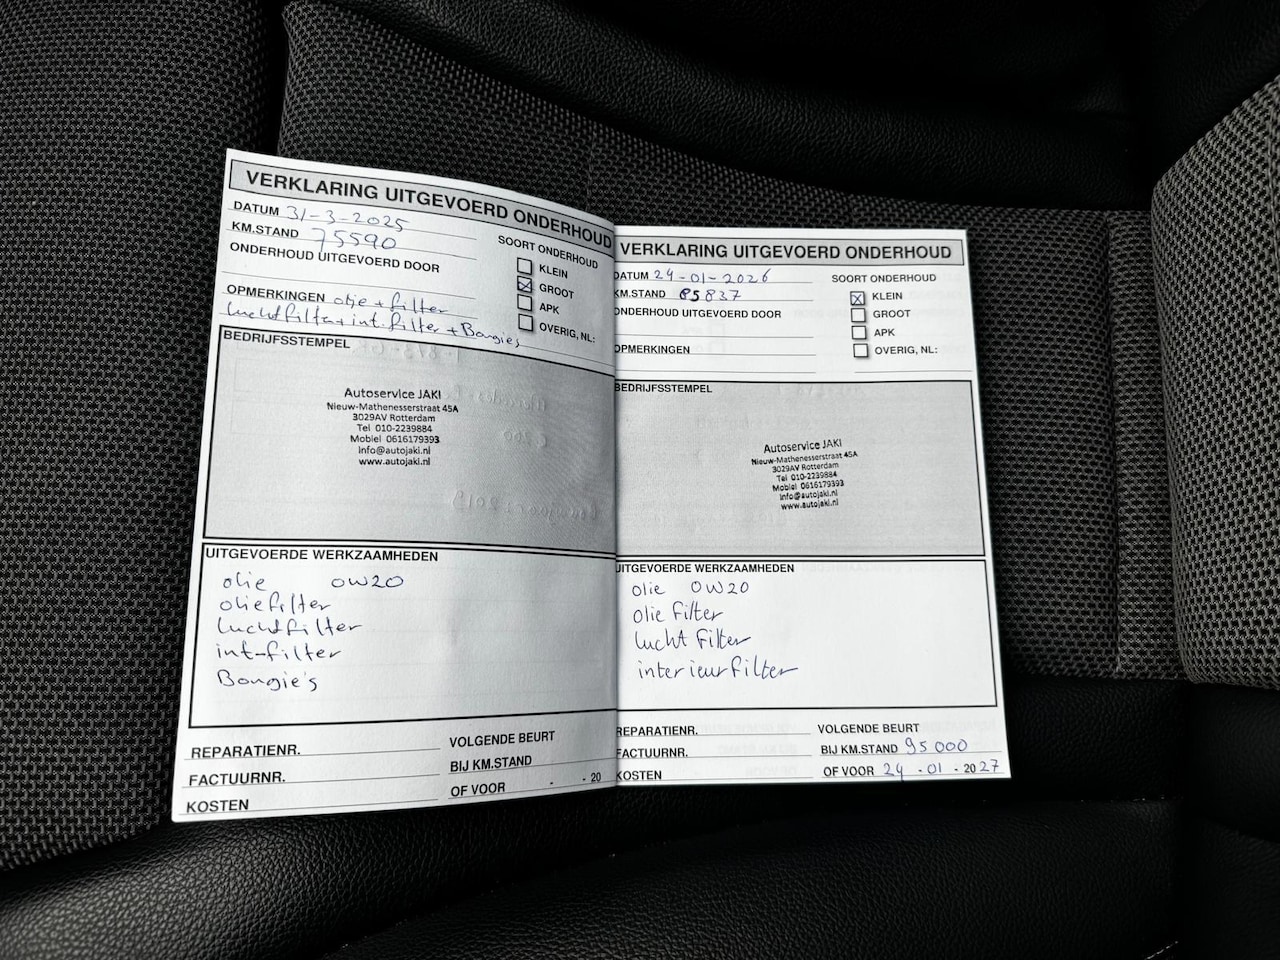 VERKLARING UITGEVOERD ONDERHOUD
DATUM 31-3-2025
KM.STAND 75590
ONDERHOUD UITGEVOERD DOOR
SOORT ONDERHOUD
KLEIN
GROOT
APK
OVERIG, NL:
OPMERKINGEN olie + filter
luchtfilter + int. filter + Bougies
BEDRIJFSSTEMPEL
Autoservice JAKI
Nieuw-Mathenesserstraat 45A
3029AV Rotterdam
Tel 010-2239884
Mobiel 0616179393
info@autojaki.nl
www.autojaki.nl
UITGEVOERDE WERKZAAMHEDEN
olie 0W20
oliefilter
luchtfilter
int-filter
Bougie's
REPARATIENR.
FACTUURNR.
KOSTEN
VOLGENDE BEURT
BIJ KM.STAND
OF VOOR - - 20
VERKLARING UITGEVOERD ONDERHOUD
DATUM 24-01-2026
KM.STAND 85837
ONDERHOUD UITGEVOERD DOOR
OPMERKINGEN
SOORT ONDERHOUD
KLEIN
GROOT
APK
OVERIG, NL:
BEDRIJFSSTEMPEL
Autoservice JAKI
Nieuw-Mathenesserstraat 45A
3029AV Rotterdam
Tel 010-2239884
Mobiel 0616179393
info@autojaki.nl
www.autojaki.nl
UITGEVOERDE WERKZAAMHEDEN
olie 0W20
olie filter
lucht filter
interieurfilter
REPARATIENR.
FACTUURNR.
KOSTEN
VOLGENDE BEURT
BIJ KM.STAND 95000
OF VOOR 24 - 01 - 2027